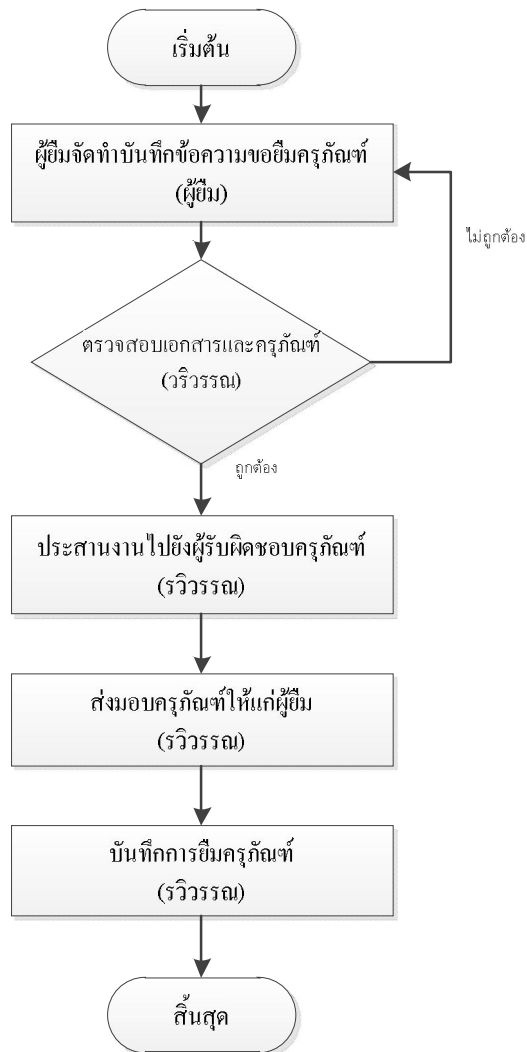 เริ่มต้น
ผู้ยืมจัดทำบันทึกข้อความขอยืมครุภัณฑ์
(ผู้ยืม)
ไม่ถูกต้อง
ตรวจสอบเอกสารและครุภัณฑ์
(วริวรรณ)
ถูกต้อง
ประสานงานไปยังผู้รับผิดชอบครุภัณฑ์
(รวิวรรณ)
ส่งมอบครุภัณฑ์ให้แก่ผู้ยืม
(รวิวรรณ)
บันทึกการยืมครุภัณฑ์
(รวิวรรณ)
สิ้นสุด